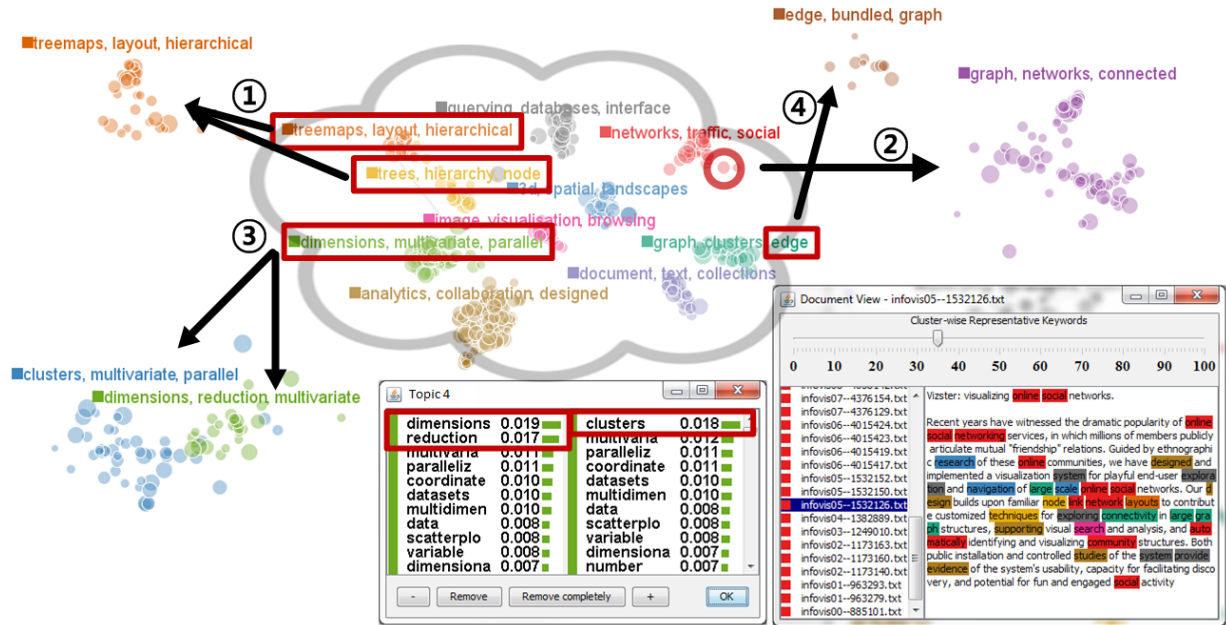 edge, bundled, graph
treemaps, layout, hierarchical
graph, networks, connected
①
④
querying, databases, interface
treemaps, layout, hierarchical
networks, traffic, social
②
trees, hierarchy, node
3d, spatial, landscapes
image, visualisation, browsing
③
dimensions, multivariate, parallel
graph, clusters, edge
document, text, collections
analytics, collaboration, designed
clusters, multivariate, parallel
dimensions, reduction, multivariate
Topic 4
dimensions 0.019 clusters 0.018
reduction 0.017 multivaria 0.012
multivaria 0.011 paralleliz 0.011
paralleliz 0.011 coordinate 0.011
coordinate 0.010 datasets 0.010
datasets 0.010 multidimen 0.010
multidimen 0.010 data 0.008
data 0.008 scatterplo 0.008
scatterplo 0.008 variable 0.008
variable 0.008 dimensiona 0.007
dimensiona 0.007 number 0.007
- Remove Remove completely + OK
Document View - infovis05--1532126.txt
Cluster-wise Representative Keywords
0 10 20 30 40 50 60 70 80 90 100
infovis07--4376154.txt
infovis07--4376129.txt
infovis06--4015424.txt
infovis06--4015423.txt
infovis06--4015419.txt
infovis06--4015417.txt
infovis05--1532152.txt
infovis05--1532150.txt
infovis05--1532126.txt
infovis04--1382889.txt
infovis03--1249010.txt
infovis02--1173163.txt
infovis02--1173160.txt
infovis02--1173140.txt
infovis01--963293.txt
infovis01--963279.txt
infovis00--885101.txt
Vizster: visualizing online social networks.
Recent years have witnessed the dramatic popularity of online
social networking services, in which millions of members publicly
articulate mutual "friendship" relations. Guided by ethnographi
c research of these online communities, we have designed and
implemented a visualization system for playful end-user explora
tion and navigation of large scale online social networks. Our d
esign builds upon familiar node link network layouts to contribut
e customized techniques for exploring connectivity in large gra
ph structures, supporting visual search and analysis, and auto
matically identifying and visualizing community structures. Both
public installation and controlled studies of the system provide
evidence of the system's usability, capacity for facilitating disco
very, and potential for fun and engaged social activity